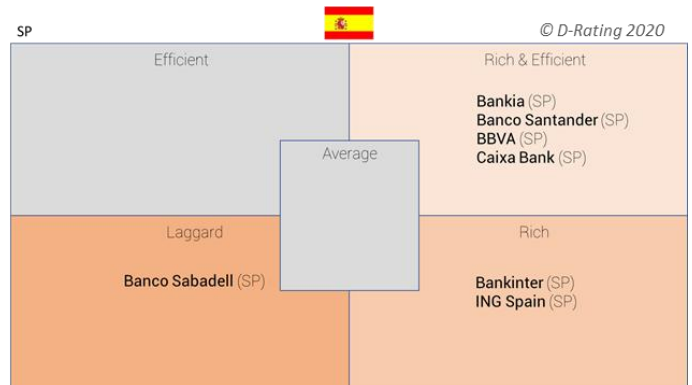 SP
© D-Rating 2020
Efficient
Rich & Efficient
Bankia (SP)
Banco Santander (SP)
BBVA (SP)
Caixa Bank (SP)
Average
Laggard
Rich
Banco Sabadell (SP)
Bankinter (SP)
ING Spain (SP)